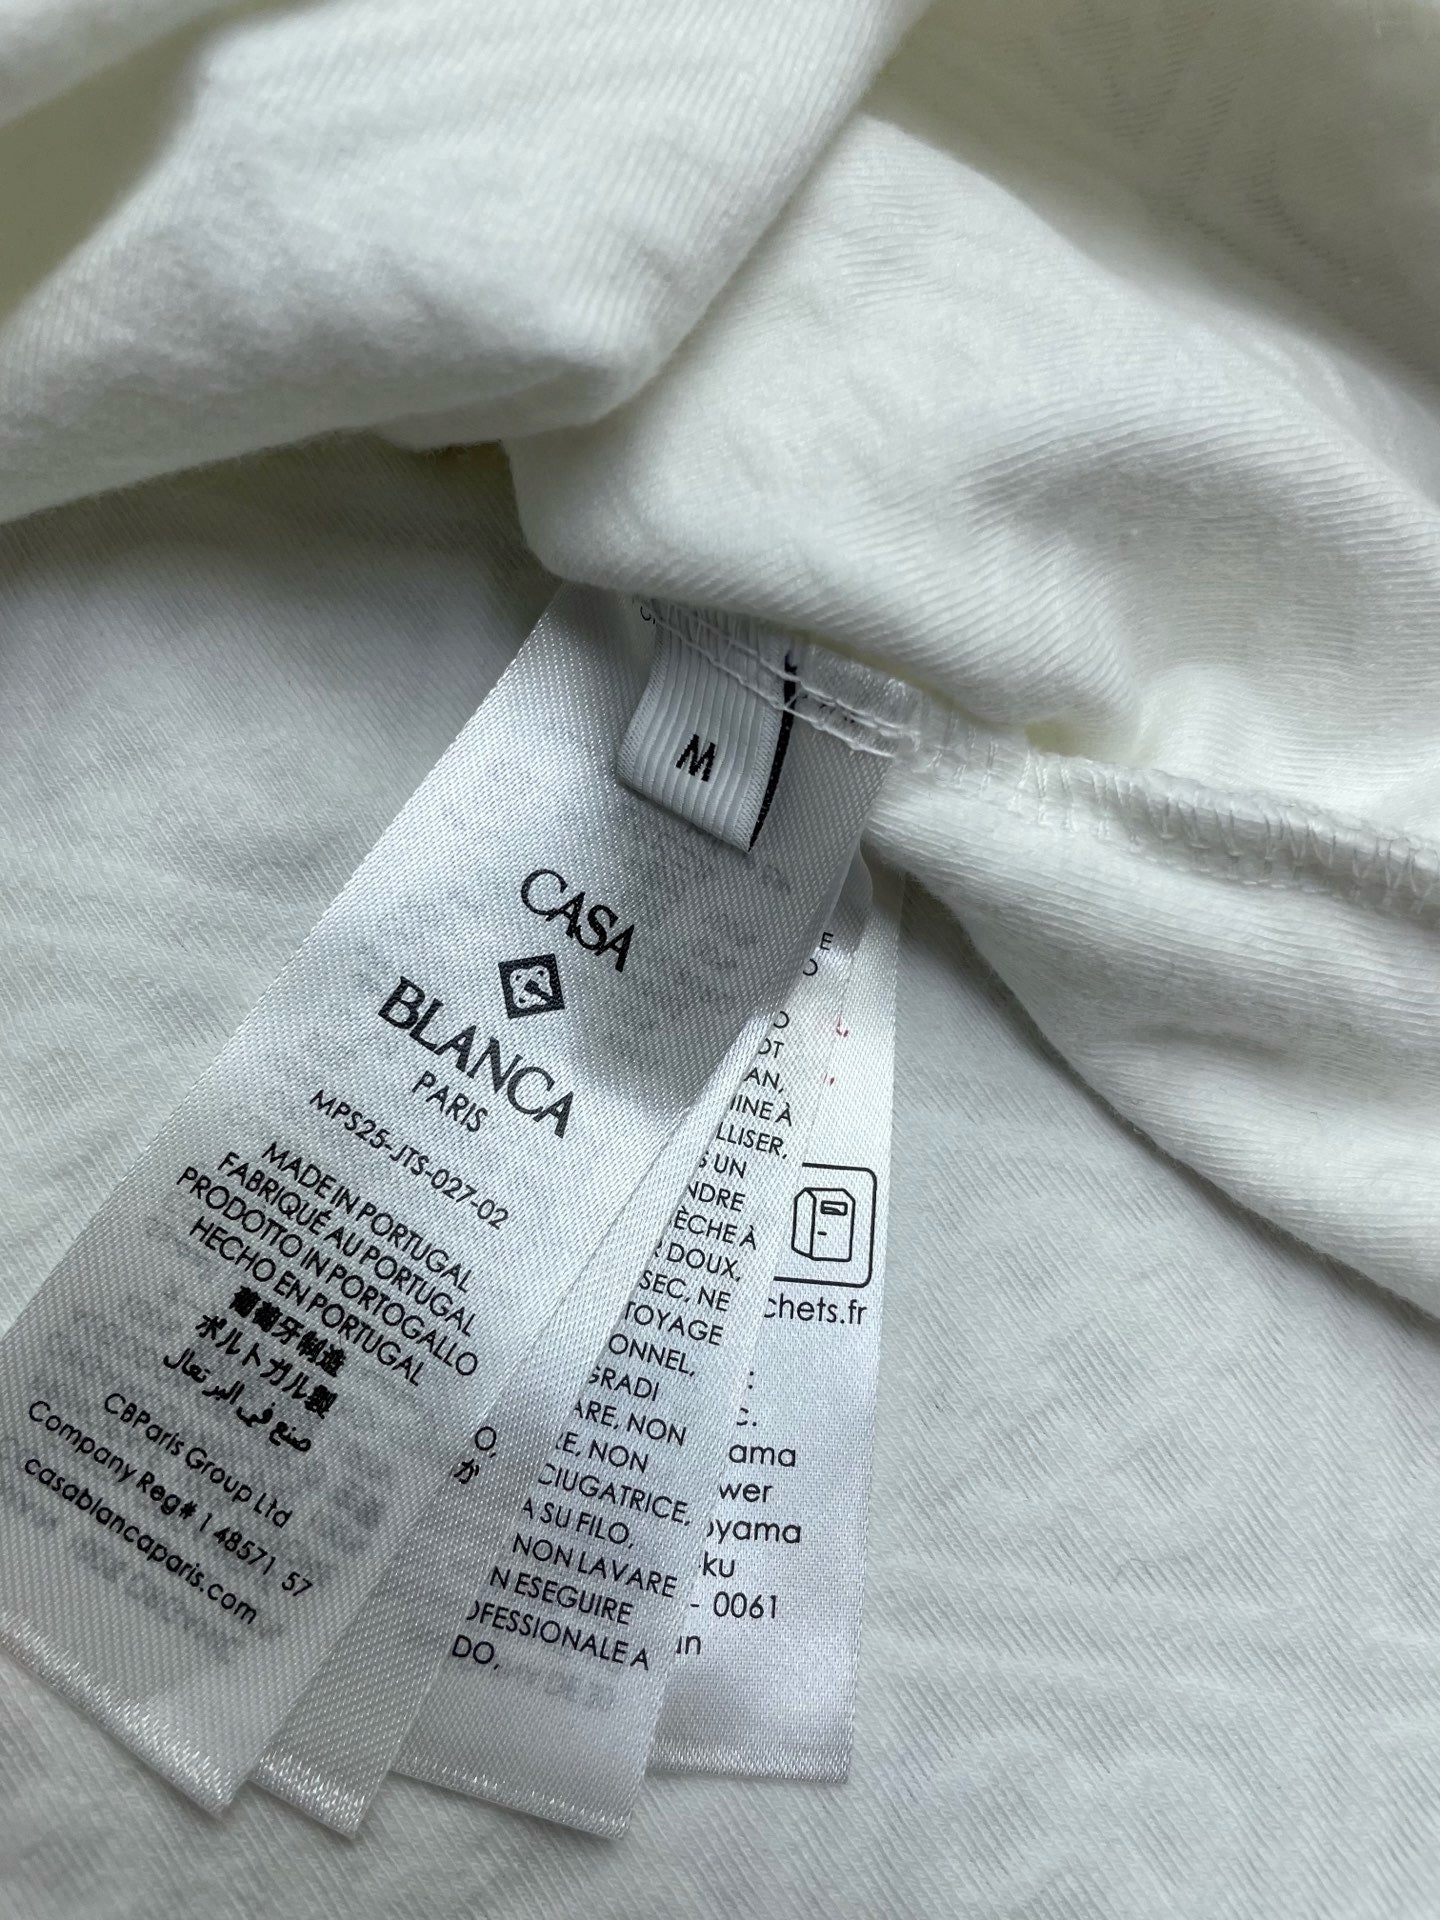 M
CASA
BLANCA
PARIS
MPS25-JTS-027-02
MADE IN PORTUGAL
FABRIQUÉ AU PORTUGAL
PRODOTTO IN PORTOGALLO
HECHO EN PORTUGAL
葡萄牙制造
ポルトガル製
صنع في البرتغال
CBParis Group Ltd
Company Reg# 1 48571 57
casablancaparis.com
O,
が
E
O
O
OT
AN,
INE À
LLISER,
S UN
NDRE
ÈCHE À
R DOUX,
SEC, NE
TOYAGE
ONNEL,
GRADI
ARE, NON
E, NON
CIUGATRICE,
A SU FILO,
NON LAVARE
N ESEGUIRE
OFESSIONALE A
DO,
chets.fr
:
c.
ama
wer
oyama
ku
- 0061
an